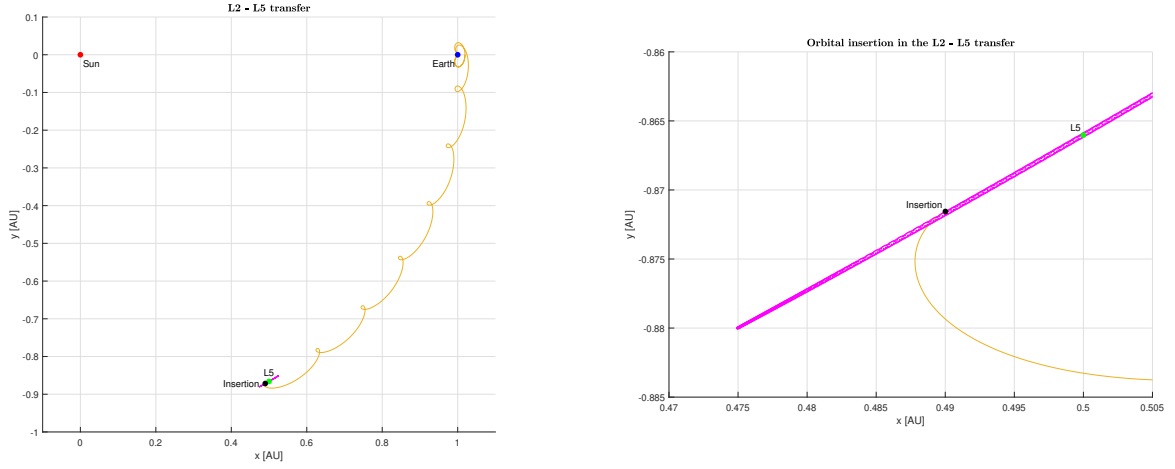 L2 - L5 transfer
0.1
0
-0.1
-0.2
-0.3
-0.4
-0.5
-0.6
-0.7
-0.8
-0.9
-1
y [AU]
Sun
Earth
L5
Insertion
0 0.2 0.4 0.6 0.8 1
x [AU]
Orbital insertion in the L2 - L5 transfer
-0.86
-0.865
-0.87
-0.875
-0.88
-0.885
y [AU]
L5
Insertion
0.47 0.475 0.48 0.485 0.49 0.495 0.5 0.505
x [AU]